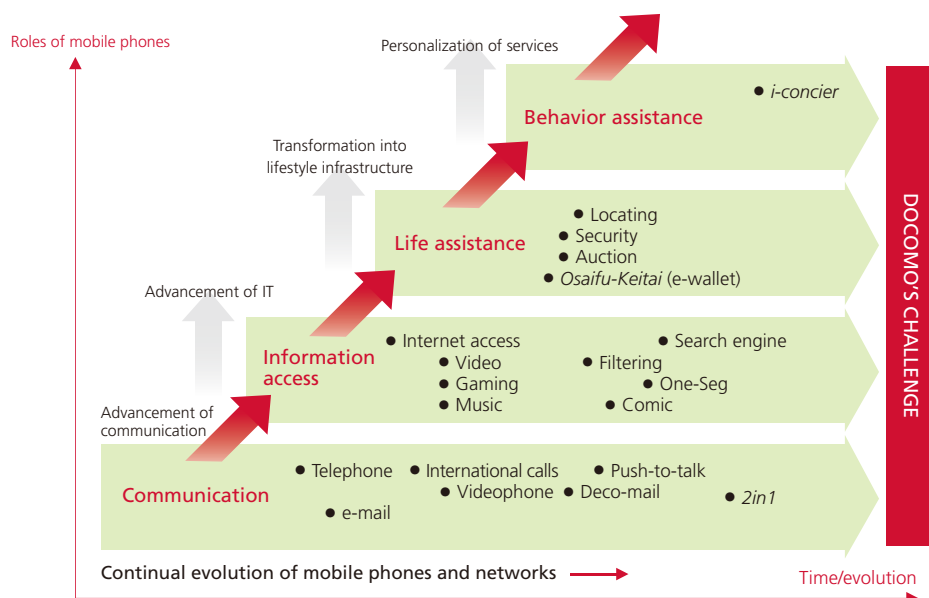 Roles of mobile phones
Personalization of services
• i-concier
Behavior assistance
Transformation into
lifestyle infrastructure
• Locating
• Security
• Auction
• Osaifu-Keitai (e-wallet)
Life assistance
Advancement of IT
Information
access
• Internet access
• Video
• Gaming
• Music
• Search engine
• Filtering
• One-Seg
• Comic
Advancement of
communication
Communication
• Telephone
• International calls
• Push-to-talk
• Videophone
• Deco-mail
• 2in1
• e-mail
DOCOMO'S CHALLENGE
Continual evolution of mobile phones and networks
Time/evolution